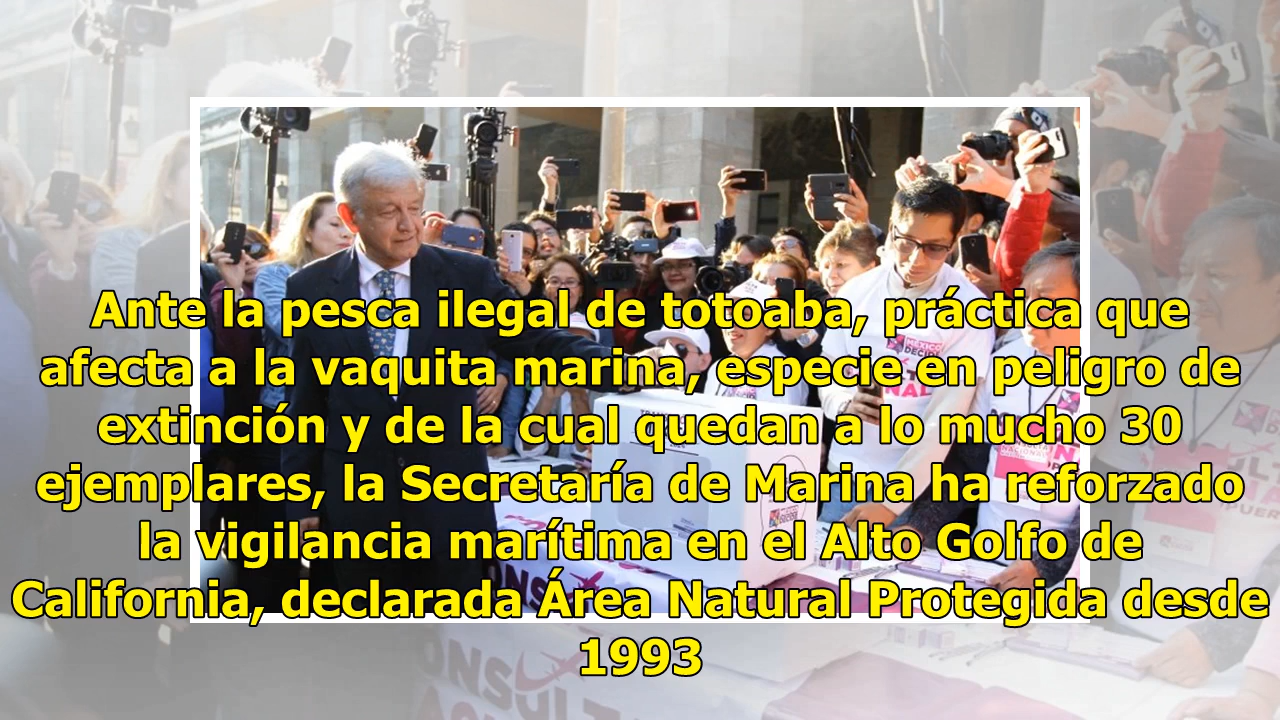 Ante la pesca ilegal de totoaba, práctica que
afecta a la vaquita marina, especie en peligro de
extinción y de la cual quedan a lo mucho 30
ejemplares, la Secretaría de Marina ha reforzado
la vigilancia marítima en el Alto Golfo de
California, declarada Área Natural Protegida desde
1993
MÉXICO
DECIDE